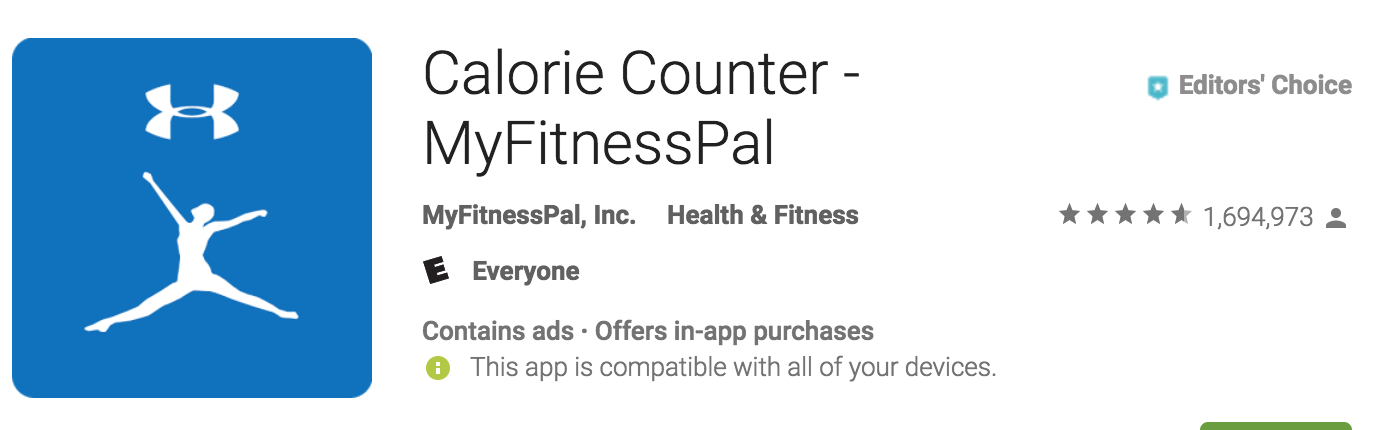 Calorie Counter -
MyFitnessPal
Editors' Choice
MyFitnessPal, Inc. Health & Fitness
1,694,973
E Everyone
Contains ads · Offers in-app purchases
This app is compatible with all of your devices.